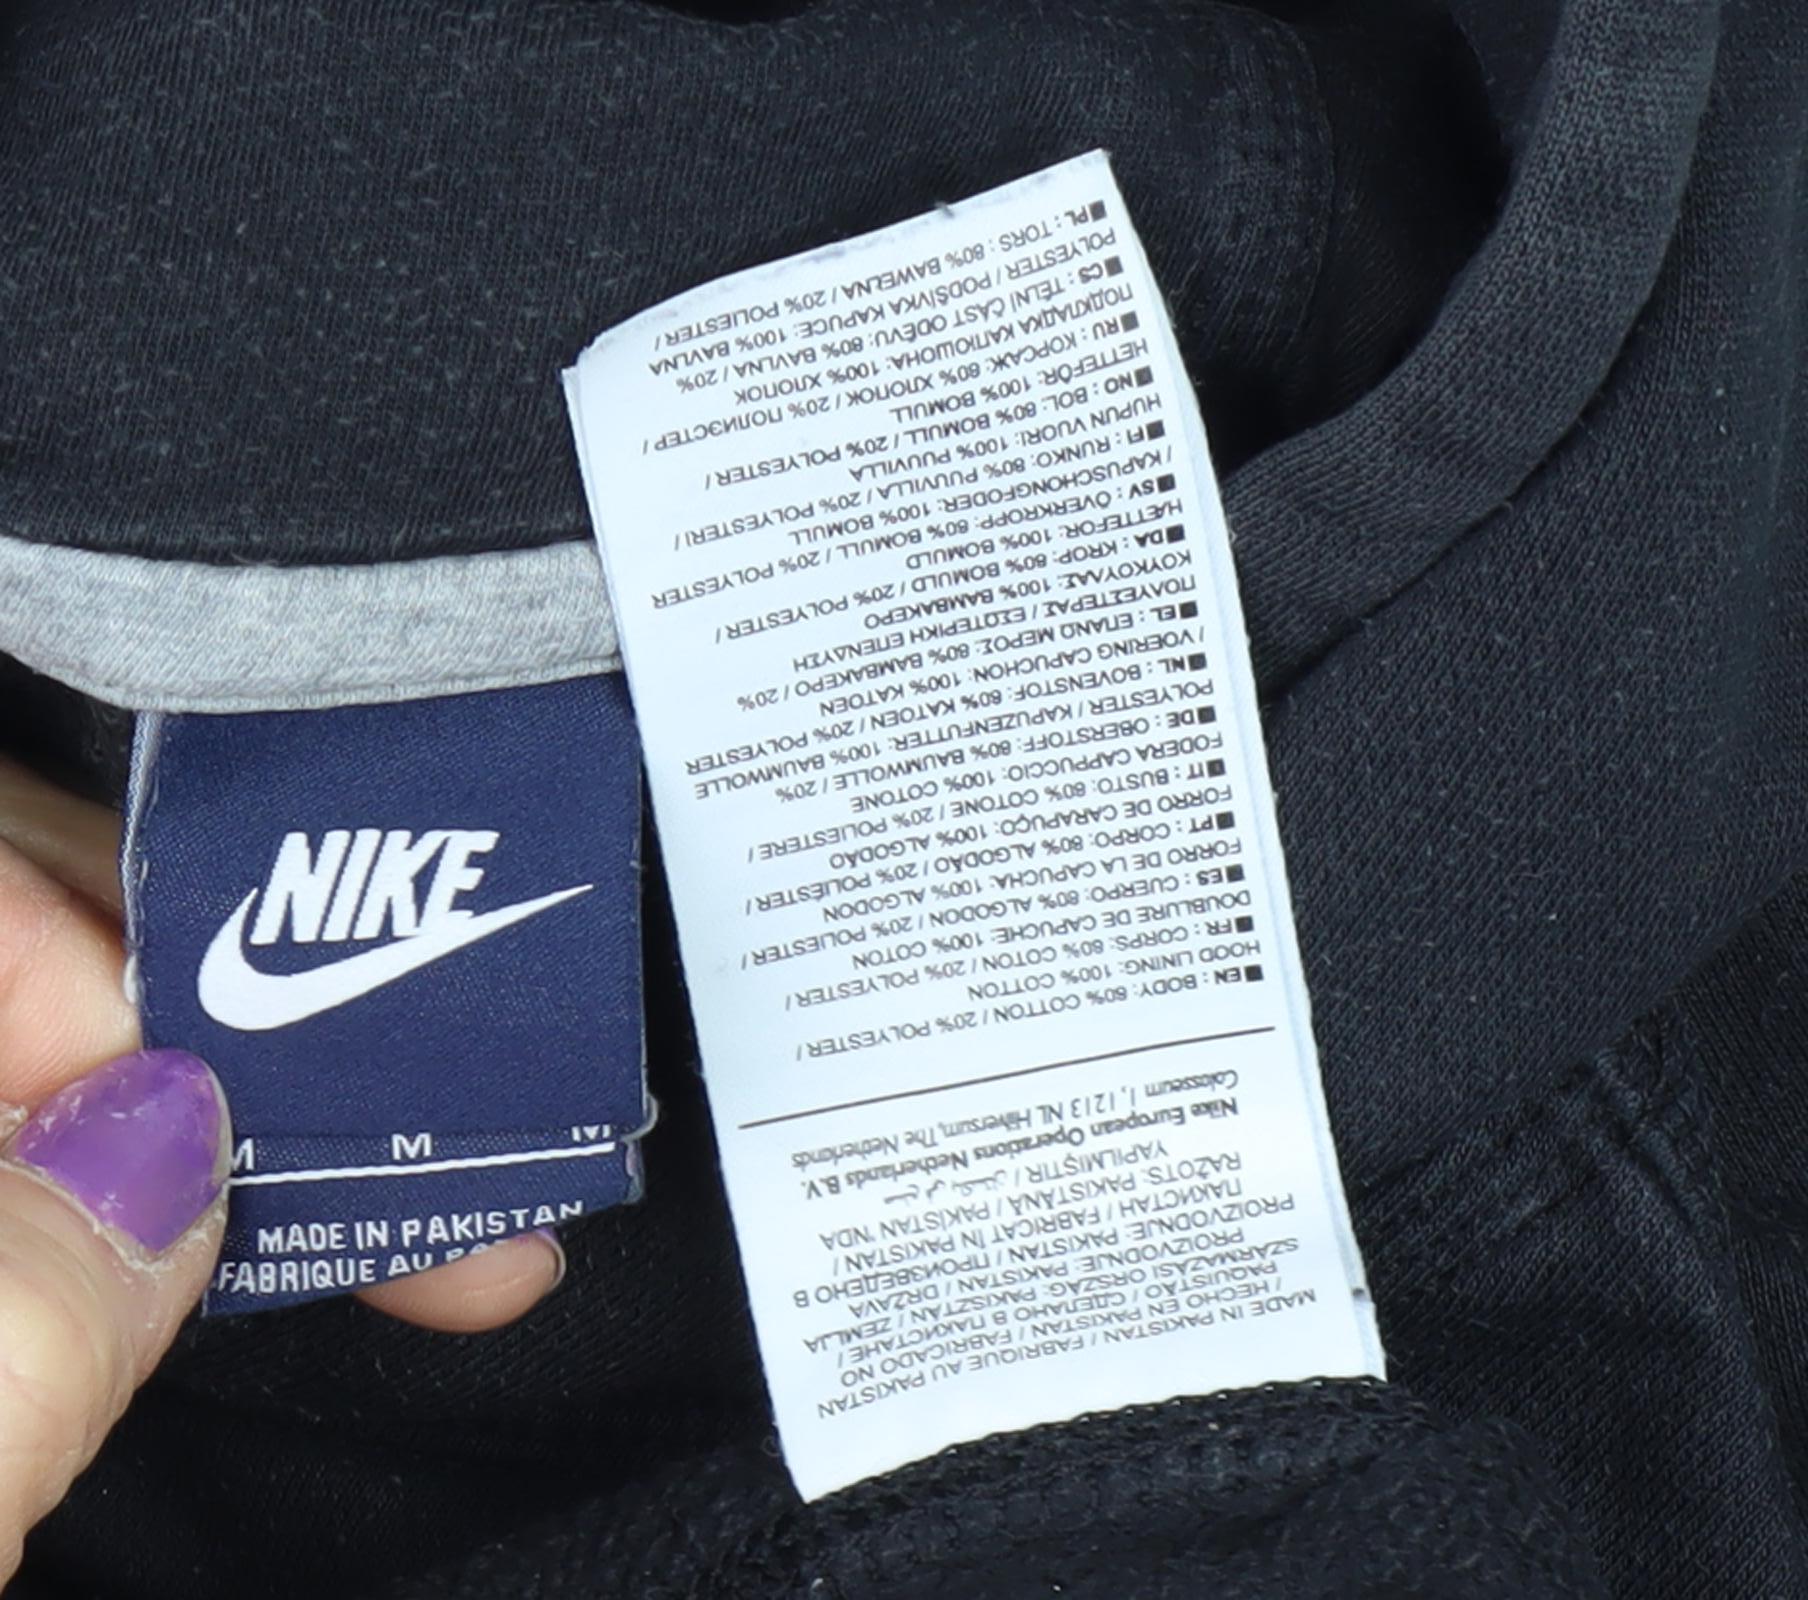 NIKE
M M M
MADE IN PAKISTAN
FABRIQUE AU
MADE IN PAKISTAN / FABRIQUE AU PAKISTAN
/ HECHO EN PAKISTAN / FABRICADO NO
PAQUISTÃO / СДЕЛАНО В ПАКИСТАНЕ /
SZÁRMAZÁSI ORSZÁG: PAKISZTÁN / ZEMLJA
PROIZVODNJE: PAKISTAN / DRŽAVA
PROIZVODNJE: PAKISTAN / ПРОИЗВЕДЕНО В
ПАКИСТАН / FABRICAT ÎN PAKISTAN /
RAŽOTS: PAKISTĀNĀ / PAKİSTAN 'NDA
YAPILMIŞTIR /
Nike European Operations Netherlands B.V.
Colosseum 1, 1213 NL Hilversum, The Netherlands
■EN : BODY: 80% COTTON / 20% POLYESTER /
HOOD LINING: 100% COTTON
■FR : CORPS: 80% COTON / 20% POLYESTER /
DOUBLURE DE CAPUCHE: 100% COTON
■ES : CUERPO: 80% ALGODON / 20% POLIESTER /
FORRO DE LA CAPUCHA: 100% ALGODON
■PT : CORPO: 80% ALGODÃO / 20% POLIÉSTER /
FORRO DE CARAPUÇO: 100% ALGODÃO
■IT : BUSTO: 80% COTONE / 20% POLIESTERE /
FODERA CAPPUCCIO: 100% COTONE
■DE : OBERSTOFF: 80% BAUMWOLLE / 20%
POLYESTER / KAPUZENFUTTER: 100% BAUMWOLLE
■NL : BOVENSTOF: 80% KATOEN / 20% POLYESTER
/ VOERING CAPUCHON: 100% KATOEN
■EL : ΕΠΑΝΩ ΜΕΡΟΣ: 80% ΒΑΜΒΑΚΕΡΟ / 20%
ΠΟΛΥΕΣΤΕΡΑΣ / ΕΣΩΤΕΡΙΚΗ ΕΠΕΝΔΥΣΗ
ΚΟΥΚΟΥΛΑΣ: 100% ΒΑΜΒΑΚΕΡΟ
■DA : KROP: 80% BOMULD / 20% POLYESTER /
HÆTTEFOR: 100% BOMULD
■SV : ÖVERKROPP: 80% BOMULL / 20% POLYESTER
/ KAPUSCHONGFODER: 100% BOMULL
■FI : RUNKO: 80% PUUVILLA / 20% POLYESTERI /
HUPUN VUORI: 100% PUUVILLA
■NO : BOL: 80% BOMULL / 20% POLYESTER /
HETTEFÔR: 100% BOMULL
■RU : КОРСАЖ: 80% ХЛОПОК / 20% ПОЛИЭСТЕР /
ПОДКЛАДКА КАПЮШОНА: 100% ХЛОПОК
■CS : TĚLNÍ ČÁST ODĚVU: 80% BAVLNA / 20%
POLYESTER / PODŠÍVKA KAPUCE: 100% BAVLNA
■PL : TORS: 80% BAWEŁNA / 20% POLIESTER /